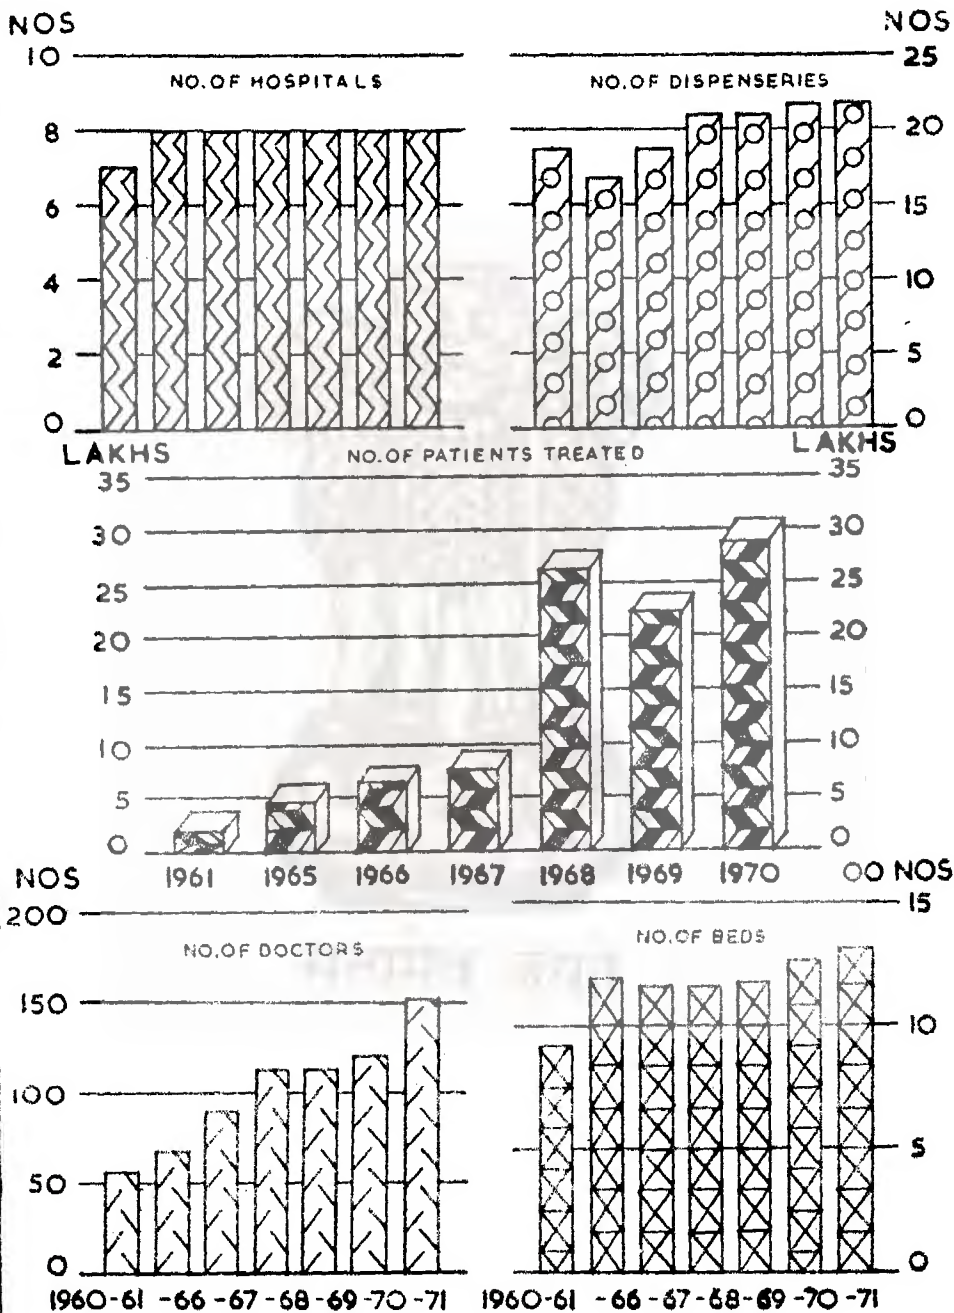 NOS
NOS
10
25
NO.OF HOSPITALS
NO.OF DISPENSERIES
8
20
6
15
4
10
2
5
0
0
LAKHS
NO.OF PATIENTS TREATED
LAKHS
35
35
30
30
25
25
20
20
15
15
10
10
5
5
0
0
1961 1965 1966 1967 1968 1969 1970
NOS
00 NOS
200
15
NO.OF DOCTORS
NO.OF BEDS
150
10
100
50
5
0
0
1960-61 -66 -67 -68 -69 -70 -71
1960-61 -66 -67 -68-69 -70 -71